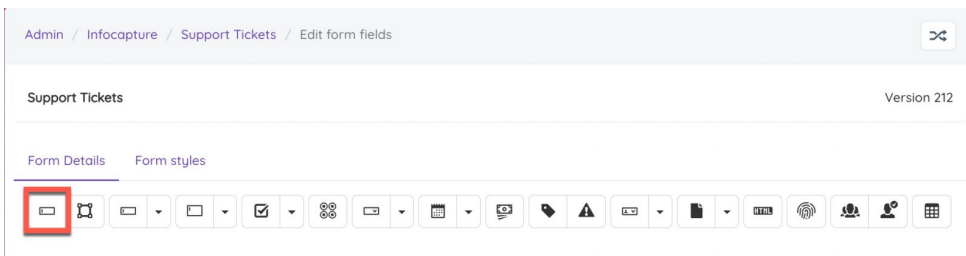 Admin / Infocapture / Support Tickets / Edit form fields
Support Tickets Version 212
Form Details Form styles
HTML